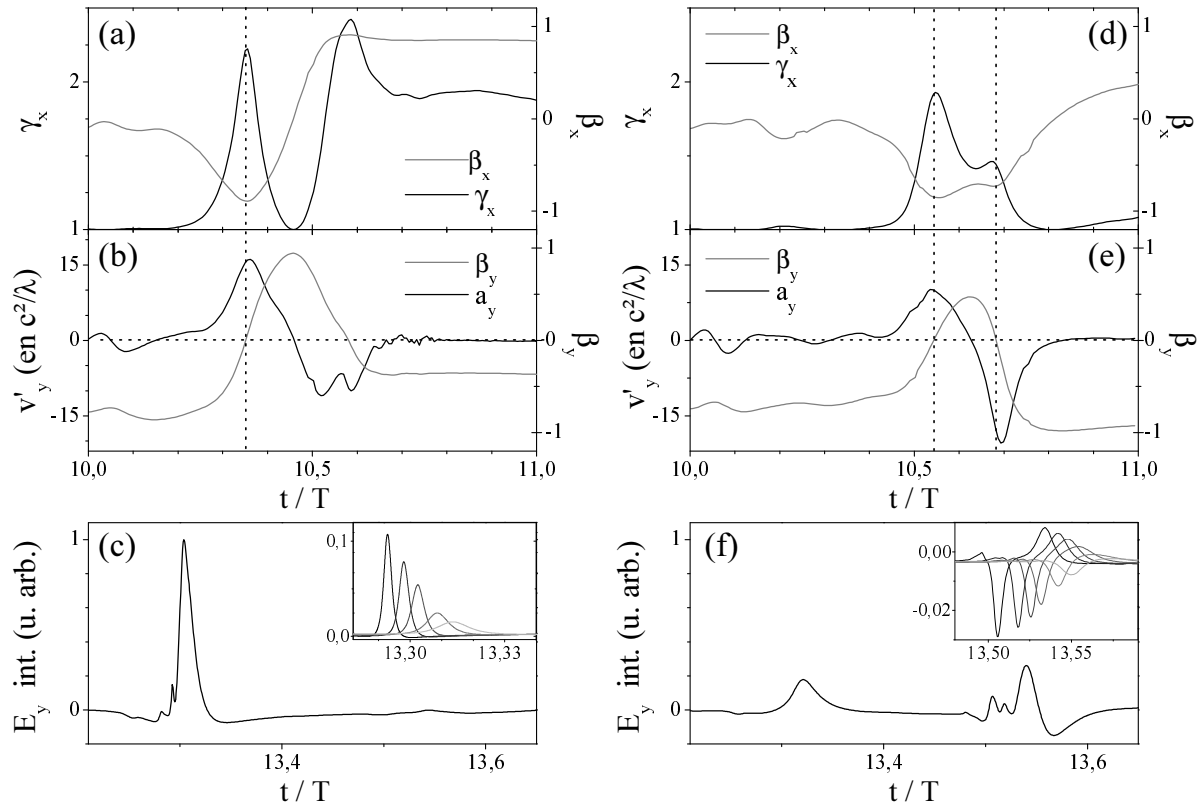 (a)
2
1
γx
1
0
-1
βx
βx
γx
(b)
15
0
-15
v'y (en c²/λ)
1
0
-1
βy
βy
ay
10,0
10,5
11,0
t / T
(c)
1
0
Ey int. (u. arb.)
0,1
0,0
13,30
13,33
13,4
13,6
t / T
(d)
βx
γx
2
1
γx
1
0
-1
βx
(e)
βy
ay
15
0
-15
v'y (en c²/λ)
1
0
-1
βy
10,0
10,5
11,0
t / T
(f)
1
0
Ey int. (u. arb.)
0,00
-0,02
13,50
13,55
13,4
13,6
t / T